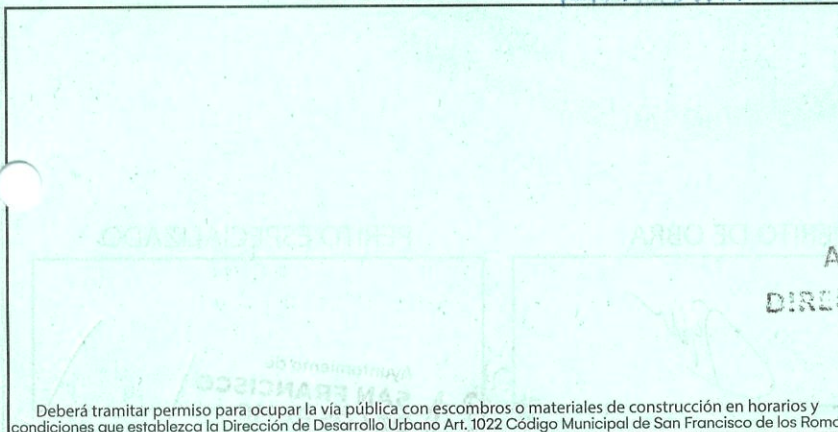 PERITO DE OBRA PERITO ESPECIALIZADO
DIRE
Ayuntamiento de
SAN FRANCISCO
Deberá tramitar permiso para ocupar la vía pública con escombros o materiales de construcción en horarios y
condiciones que establezca la Dirección de Desarrollo Urbano Art. 1022 Código Municipal de San Francisco de los Romo